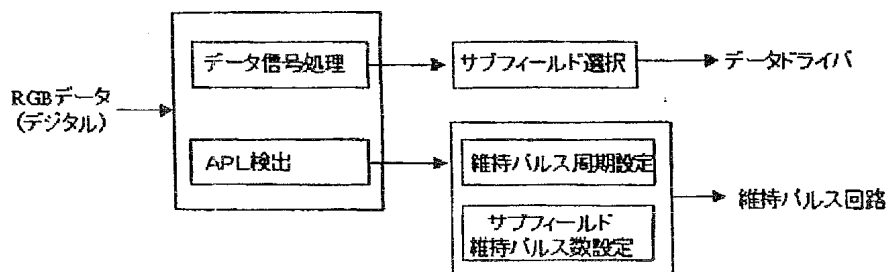 データ信号処理
サブフィールド選択
データドライバ
RGBデータ
(デジタル)
APL検出
維持パルス周期設定
維持パルス回路
サブフィールド
維持パルス数設定